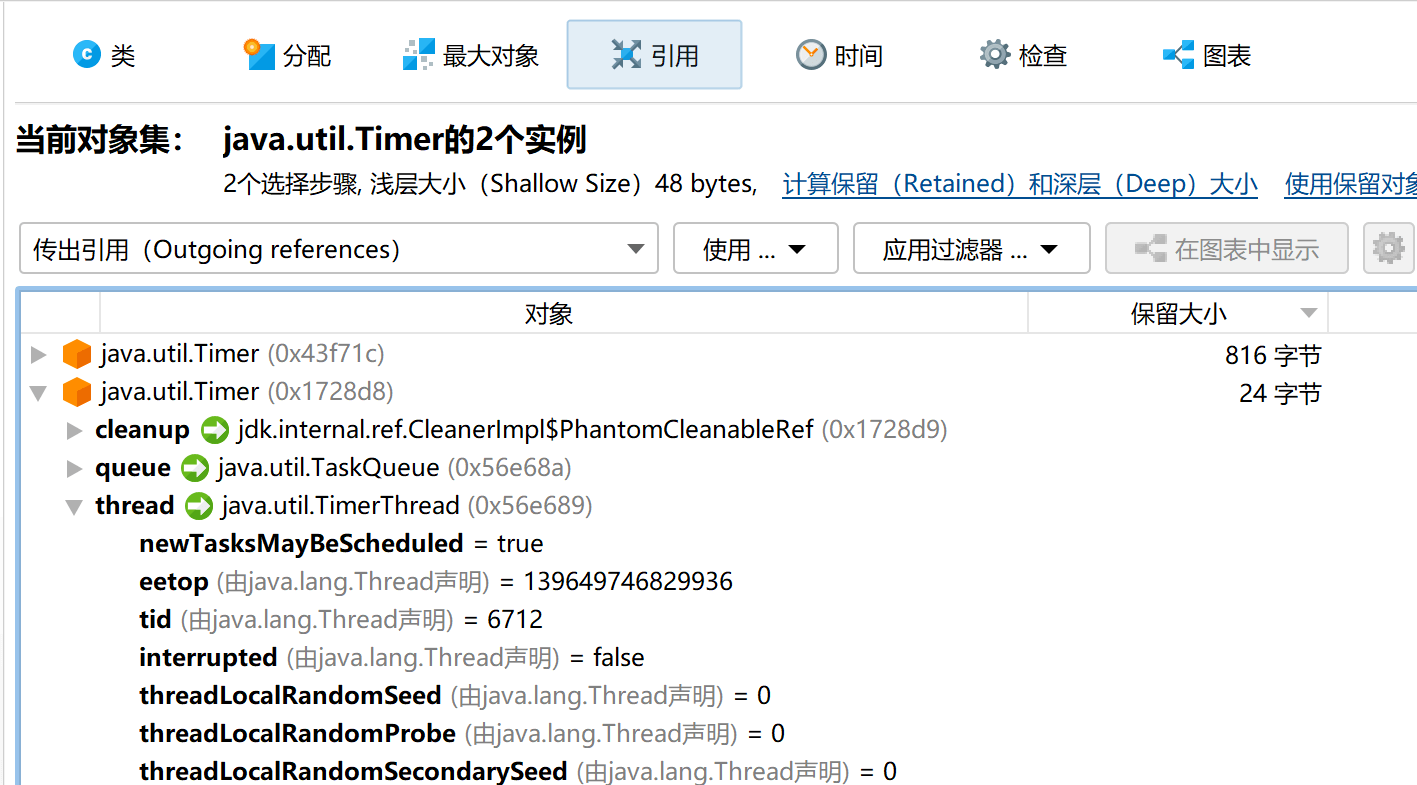 类 分配 最大对象 引用 时间 检查 图表
当前对象集： java.util.Timer的2个实例
2个选择步骤, 浅层大小（Shallow Size）48 bytes, 计算保留（Retained）和深层（Deep）大小 使用保留对象
传出引用（Outgoing references） 使用 ... 应用过滤器 ... 在图表中显示
对象 保留大小
java.util.Timer (0x43f71c) 816 字节
java.util.Timer (0x1728d8) 24 字节
cleanup jdk.internal.ref.CleanerImpl$PhantomCleanableRef (0x1728d9)
queue java.util.TaskQueue (0x56e68a)
thread java.util.TimerThread (0x56e689)
newTasksMayBeScheduled = true
eetop (由java.lang.Thread声明) = 139649746829936
tid (由java.lang.Thread声明) = 6712
interrupted (由java.lang.Thread声明) = false
threadLocalRandomSeed (由java.lang.Thread声明) = 0
threadLocalRandomProbe (由java.lang.Thread声明) = 0
threadLocalRandomSecondarySeed (由java.lang.Thread声明) = 0